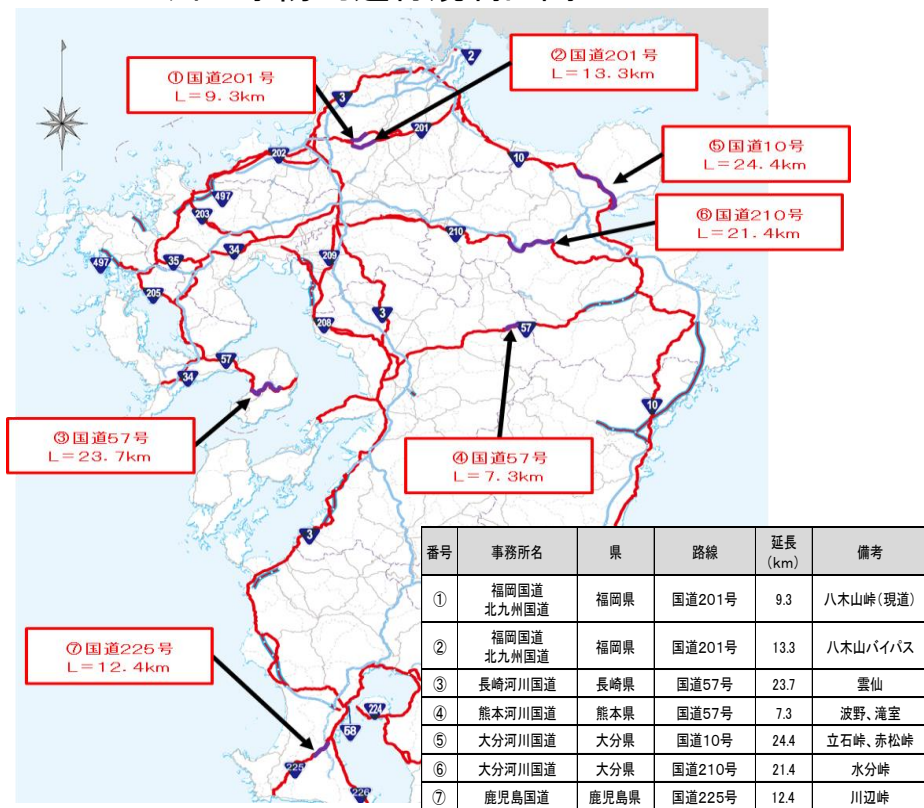 ①国道201号
L=9.3km
②国道201号
L=13.3km
⑤国道10号
L=24.4km
⑥国道210号
L=21.4km
③国道57号
L=23.7km
④国道57号
L=7.3km
⑦国道225号
L=12.4km
2
3
201
202
10
497
203
210
34
209
497
35
205
3
208
57
57
34
10
3
224
58
225
226
番号 事務所名 県 路線 延長(km) 備考
① 福岡国道 北九州国道 福岡県 国道201号 9.3 八木山峠(現道)
② 福岡国道 北九州国道 福岡県 国道201号 13.3 八木山バイパス
③ 長崎河川国道 長崎県 国道57号 23.7 雲仙
④ 熊本河川国道 熊本県 国道57号 7.3 波野、滝室
⑤ 大分河川国道 大分県 国道10号 24.4 立石峠、赤松峠
⑥ 大分河川国道 大分県 国道210号 21.4 水分峠
⑦ 鹿児島国道 鹿児島県 国道225号 12.4 川辺峠